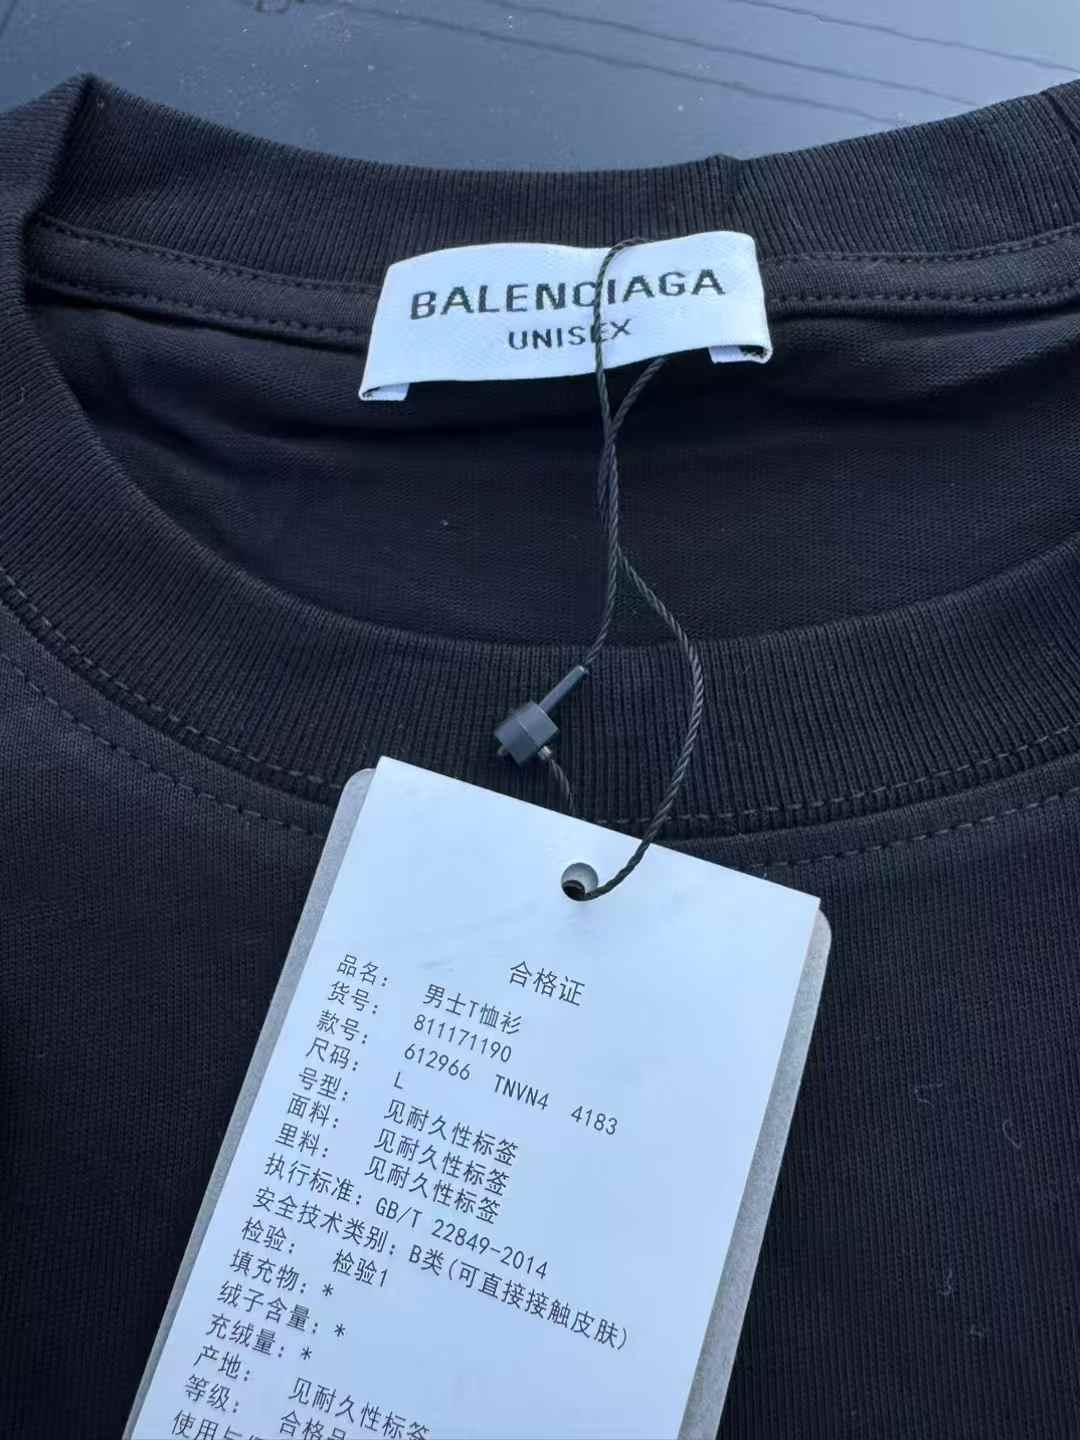 BALENCIAGA
UNISEX
合格证
品名： 男士T恤衫
货号： 811171190
款号： 612966 TNVN4 4183
尺码： L
号型： 见耐久性标签
面料： 见耐久性标签
里料： 见耐久性标签
执行标准：GB/T 22849-2014
安全技术类别：B类(可直接接触皮肤)
检验： 检验1
填充物：*
绒子含量：*
充绒量：*
产地： 见耐久性标签
等级： 合格品
使用与